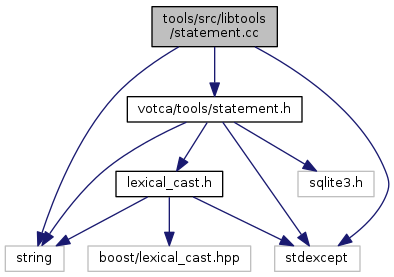 tools/src/libtools
/statement.cc
votca/tools/statement.h
lexical_cast.h
sqlite3.h
string
boost/lexical_cast.hpp
stdexcept